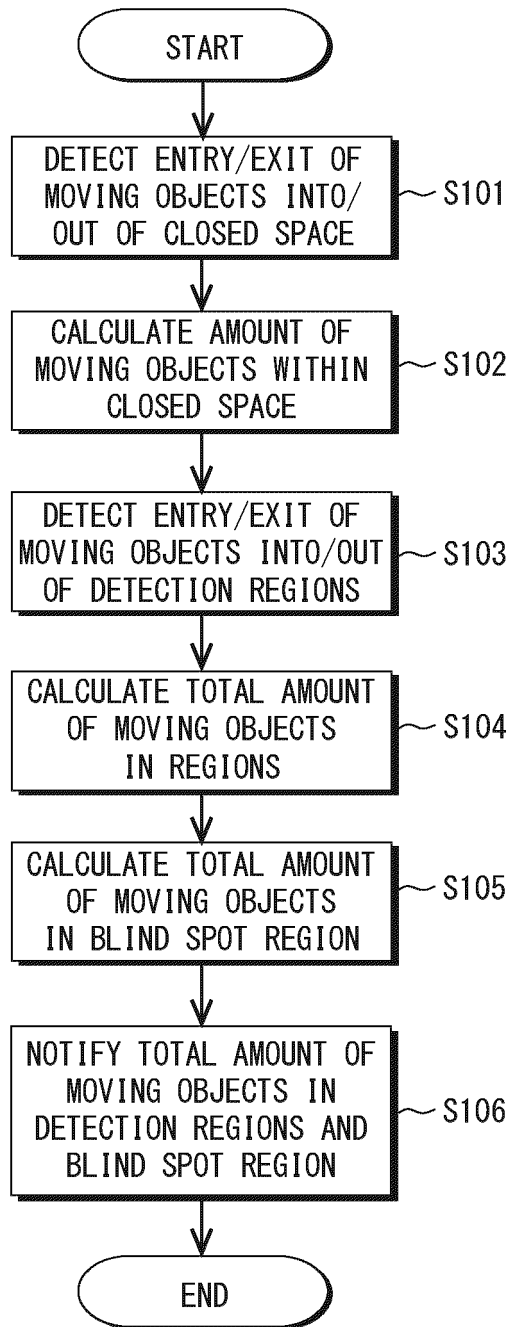 START
DETECT ENTRY/EXIT OF
MOVING OBJECTS INTO/
OUT OF CLOSED SPACE
S101
CALCULATE AMOUNT OF
MOVING OBJECTS WITHIN
CLOSED SPACE
S102
DETECT ENTRY/EXIT OF
MOVING OBJECTS INTO/OUT
OF DETECTION REGIONS
S103
CALCULATE TOTAL AMOUNT
OF MOVING OBJECTS
IN REGIONS
S104
CALCULATE TOTAL AMOUNT
OF MOVING OBJECTS
IN BLIND SPOT REGION
S105
NOTIFY TOTAL AMOUNT OF
MOVING OBJECTS IN
DETECTION REGIONS AND
BLIND SPOT REGION
S106
END